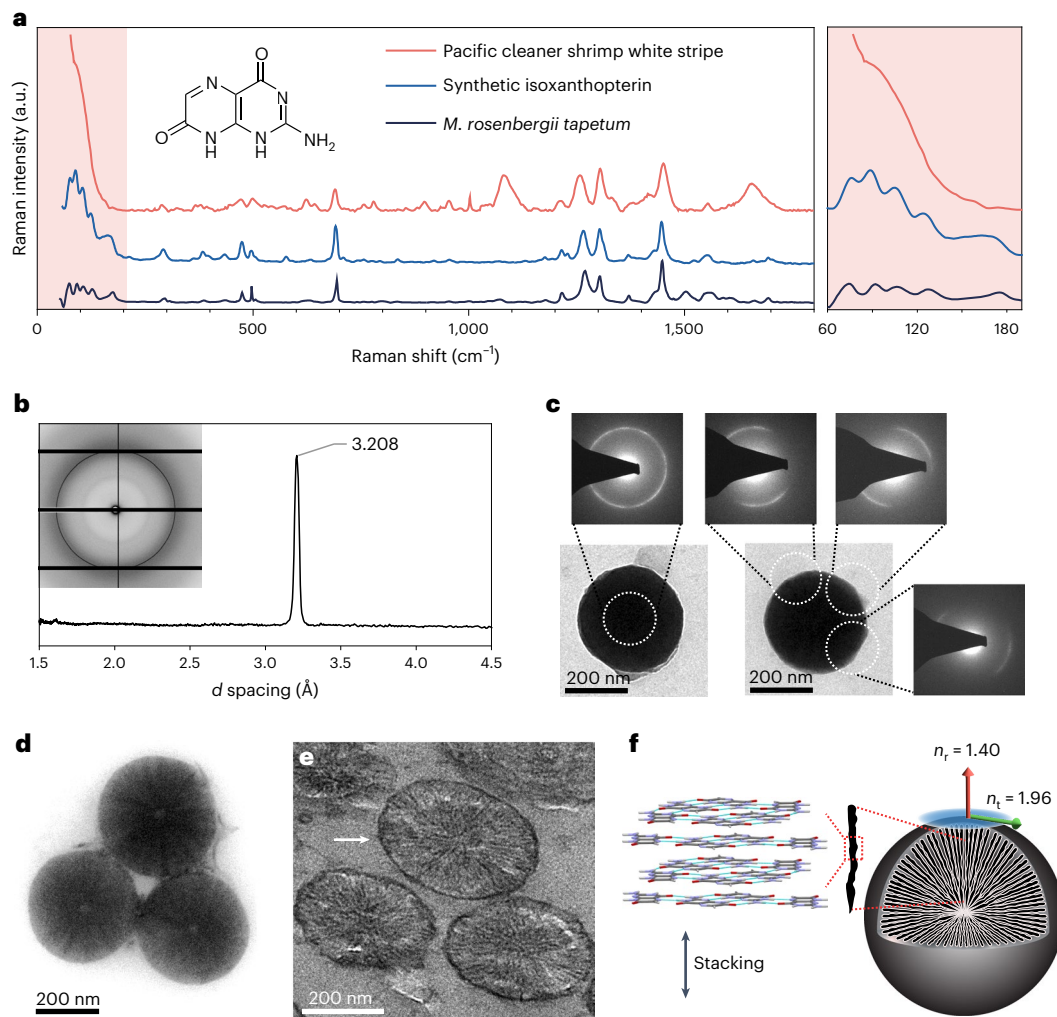 a
Raman intensity (a.u.)
Pacific cleaner shrimp white stripe
Synthetic isoxanthopterin
M. rosenbergii tapetum
O
N
N
O
N
H
N
H
NH₂
0
500
1,000
1,500
60
120
180
Raman shift (cm⁻¹)
b
3.208
1.5
2.0
2.5
3.0
3.5
4.0
4.5
d spacing (Å)
c
200 nm
200 nm
d
200 nm
e
200 nm
f
nr = 1.40
nt = 1.96
Stacking